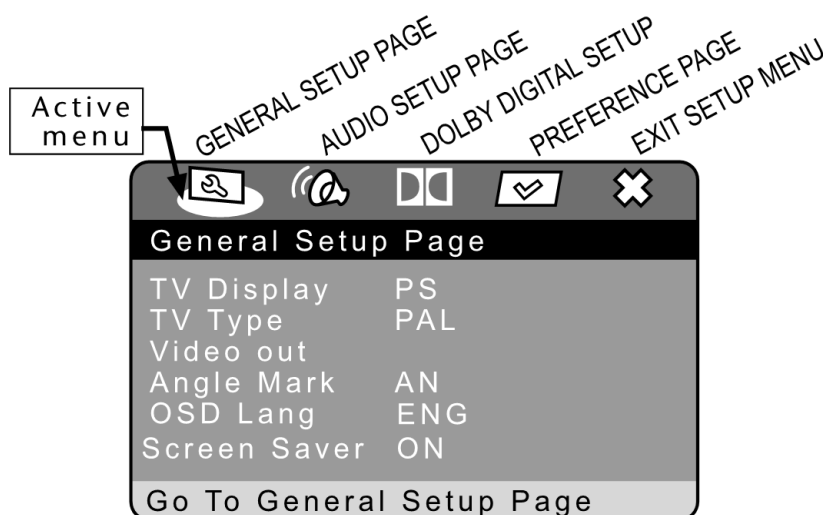 GENERAL SETUP PAGE
AUDIO SETUP PAGE
DOLBY DIGITAL SETUP
PREFERENCE PAGE
EXIT SETUP MENU
Active
menu
General Setup Page
TV Display PS
TV Type PAL
Video out
Angle Mark AN
OSD Lang ENG
Screen Saver ON
Go To General Setup Page